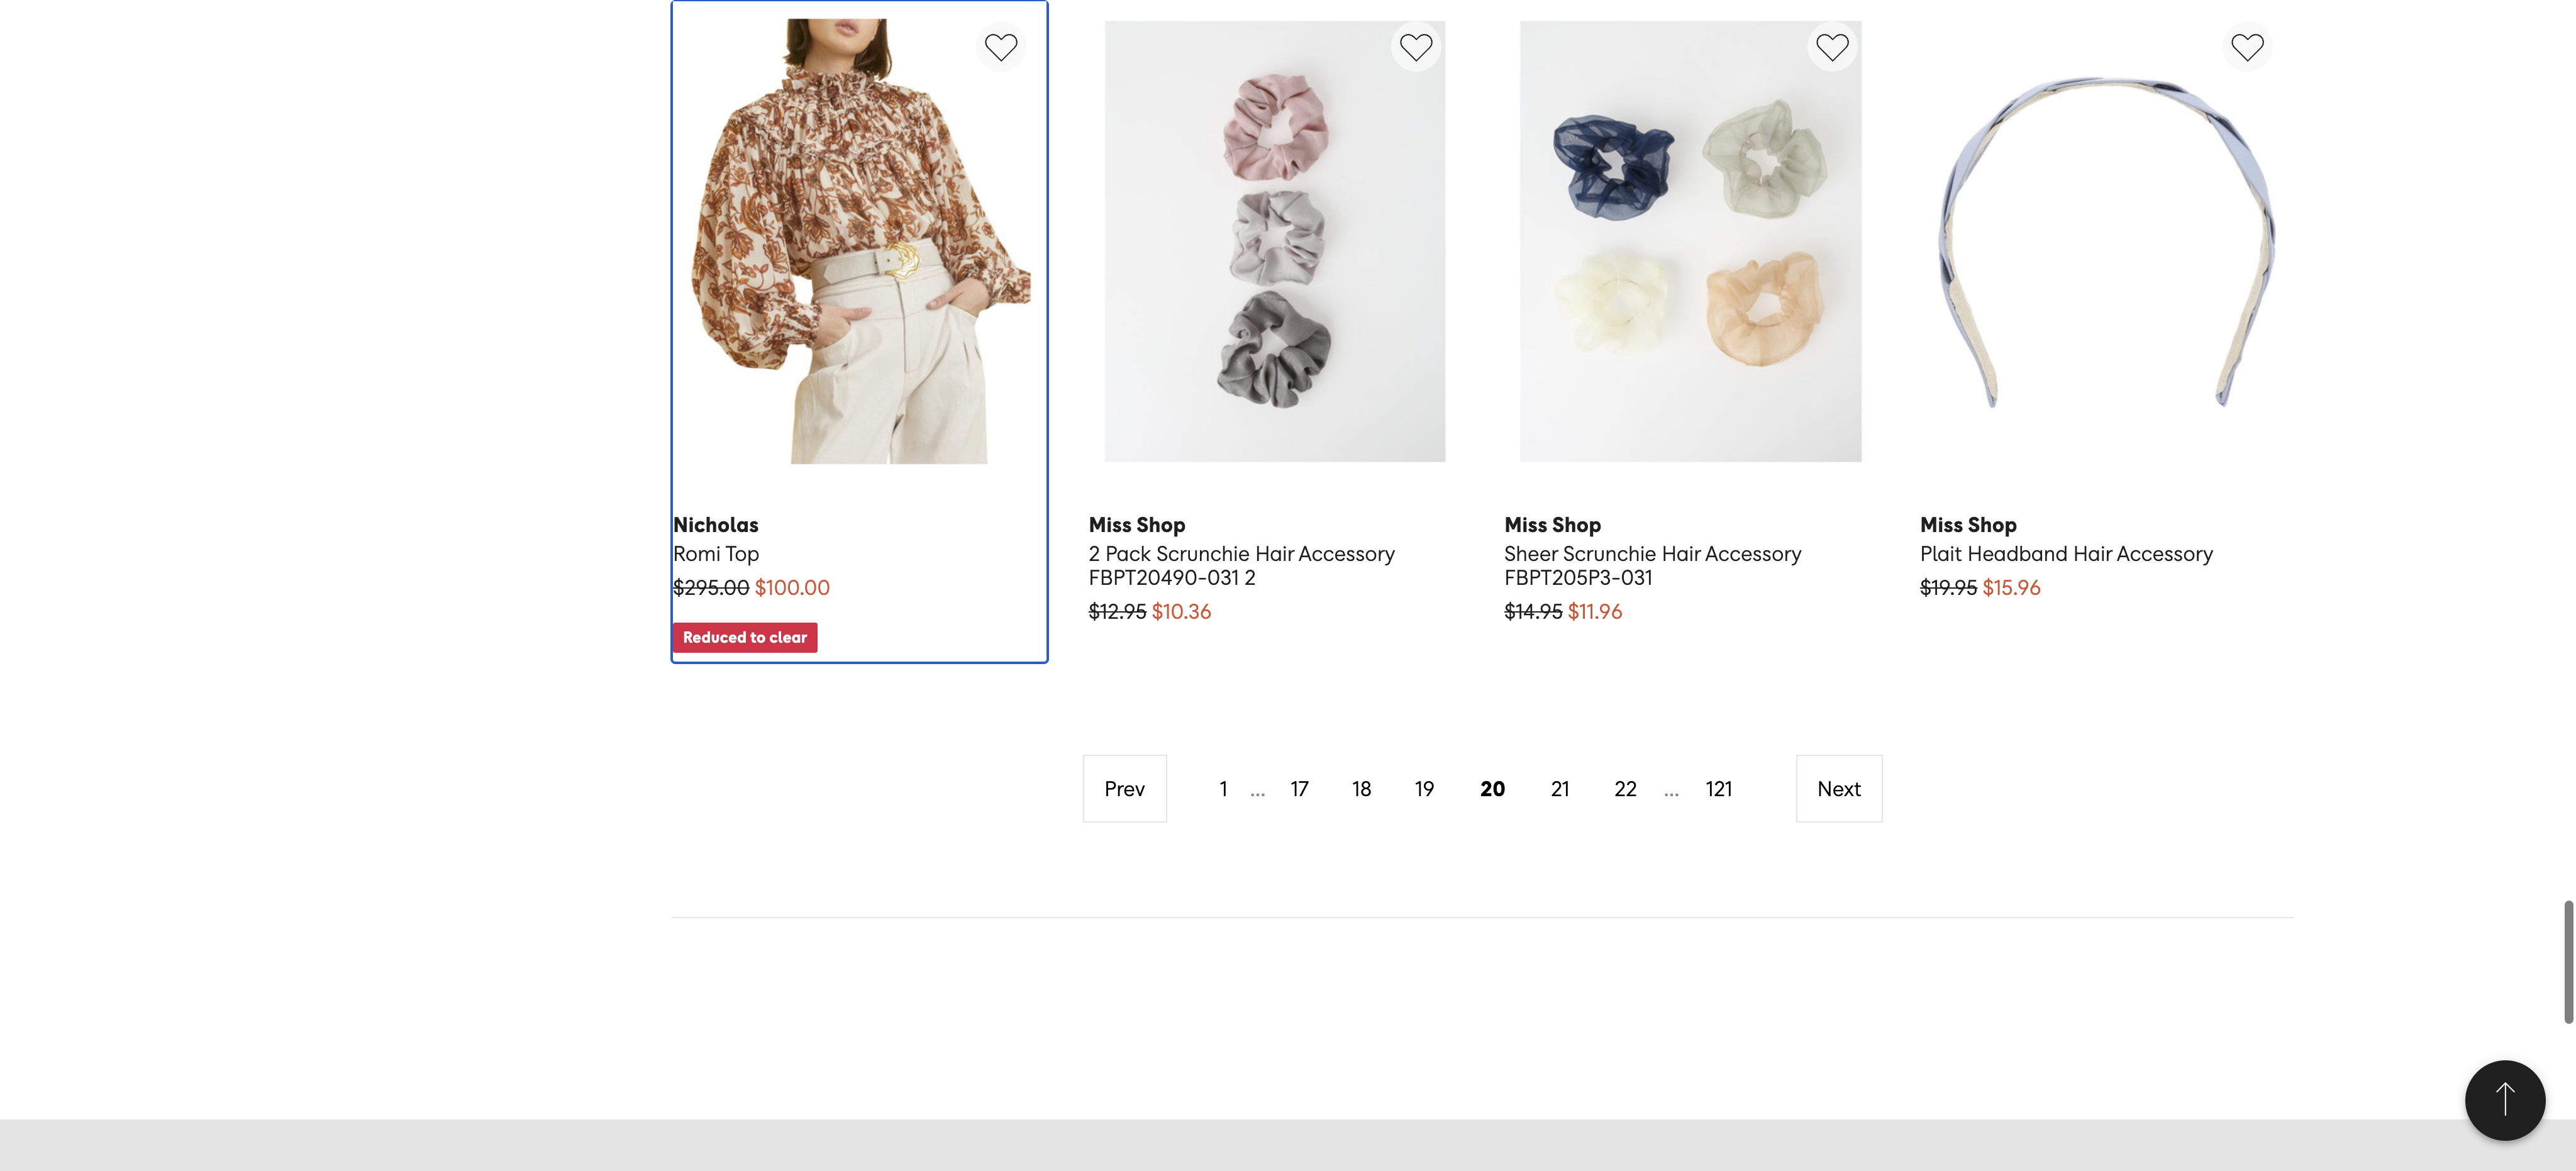 Nicholas
Romi Top
$295.00 $100.00
Reduced to clear
Miss Shop
2 Pack Scrunchie Hair Accessory
FBPT20490-031 2
$12.95 $10.36
Miss Shop
Sheer Scrunchie Hair Accessory
FBPT205P3-031
$14.95 $11.96
Miss Shop
Plait Headband Hair Accessory
$19.95 $15.96
Prev 1 ... 17 18 19 20 21 22 ... 121 Next